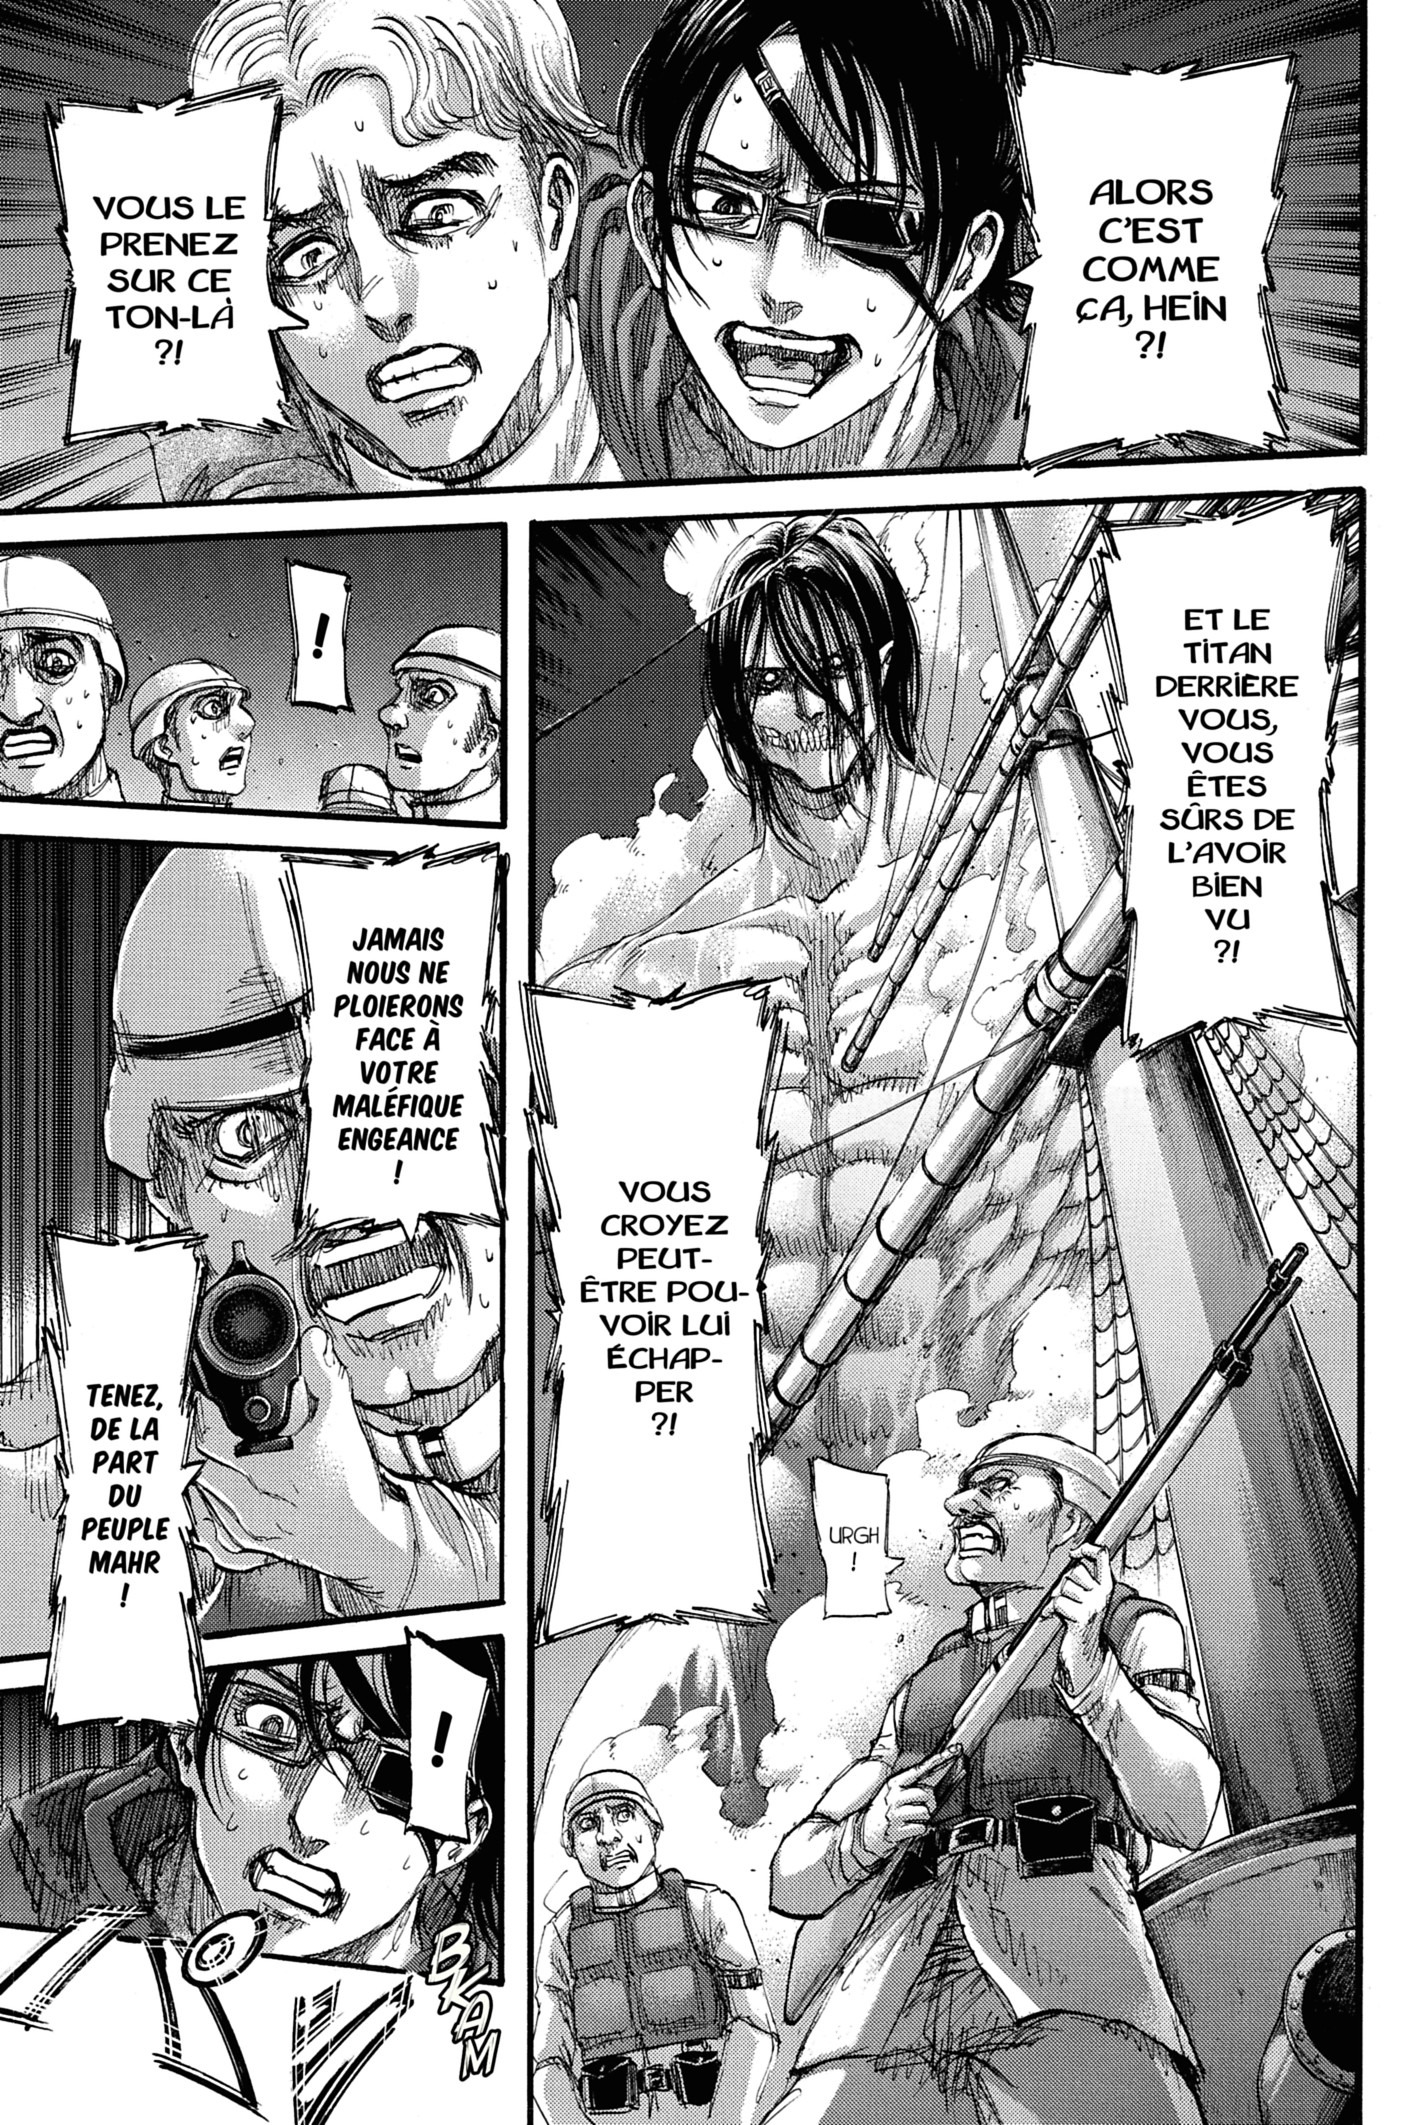 ALORS
C'EST
COMME
ÇA, HEIN
?!
VOUS LE
PRENEZ
SUR CE
TON-LÀ
?!
ET LE
TITAN
DERRIÈRE
VOUS,
VOUS
ÊTES
SÛRS DE
L'AVOIR
BIEN
VU
?!
VOUS
CROYEZ
PEUT-
ÊTRE POU-
VOIR LUI
ÉCHAP-
PER
?!
URGH
!
!
JAMAIS
NOUS NE
PLOIERONS
FACE À
VOTRE
MALÉFIQUE
ENGEANCE
!
TENEZ,
DE LA
PART
DU
PEUPLE
MAHR
!
!
BKAM